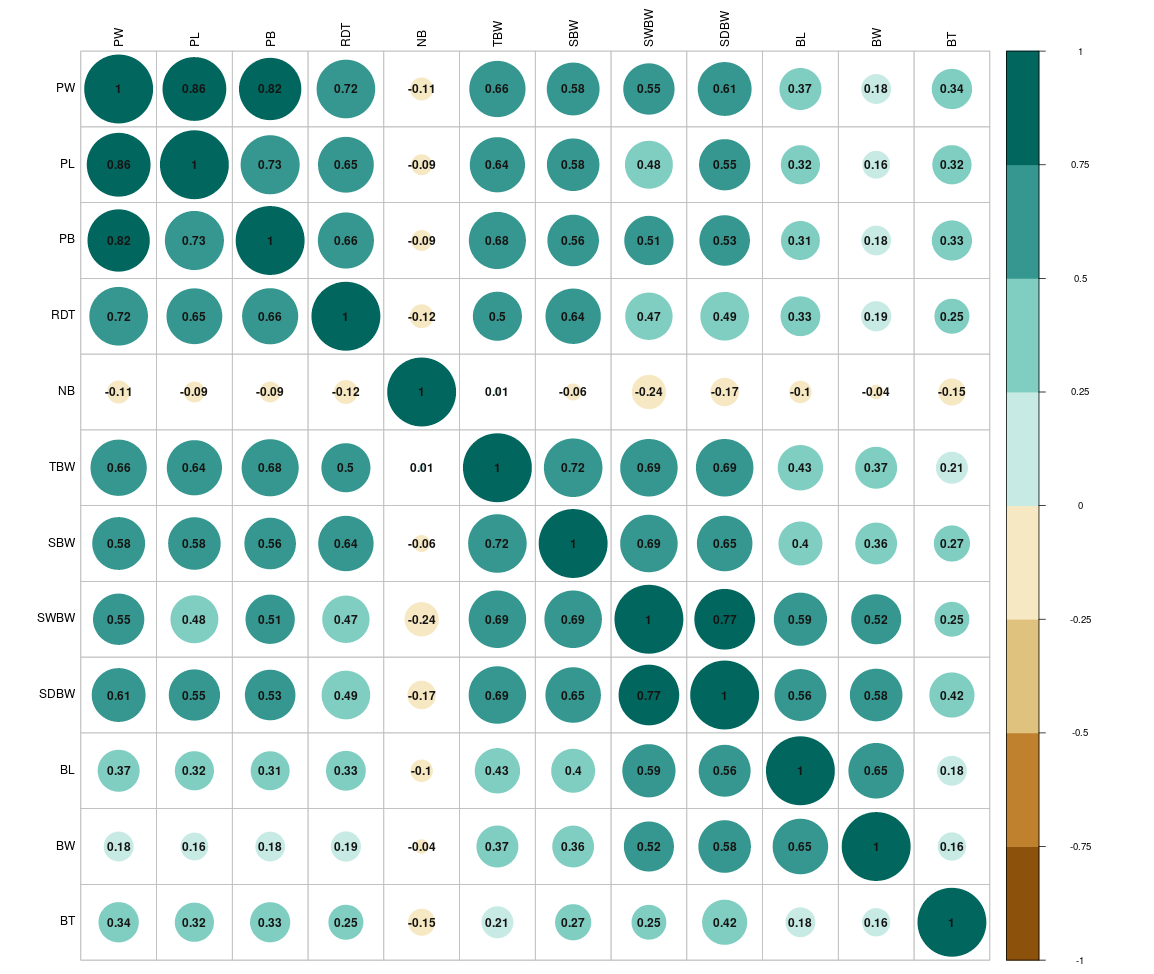 PW PL PB RDT NB TBW SBW SWBW SDBW BL BW BT
PW 1 0.86 0.82 0.72 -0.11 0.66 0.58 0.55 0.61 0.37 0.18 0.34
PL 0.86 1 0.73 0.65 -0.09 0.64 0.58 0.48 0.55 0.32 0.16 0.32
PB 0.82 0.73 1 0.66 -0.09 0.68 0.56 0.51 0.53 0.31 0.18 0.33
RDT 0.72 0.65 0.66 1 -0.12 0.5 0.64 0.47 0.49 0.33 0.19 0.25
NB -0.11 -0.09 -0.09 -0.12 1 0.01 -0.06 -0.24 -0.17 -0.1 -0.04 -0.15
TBW 0.66 0.64 0.68 0.5 0.01 1 0.72 0.69 0.69 0.43 0.37 0.21
SBW 0.58 0.58 0.56 0.64 -0.06 0.72 1 0.69 0.65 0.4 0.36 0.27
SWBW 0.55 0.48 0.51 0.47 -0.24 0.69 0.69 1 0.77 0.59 0.52 0.25
SDBW 0.61 0.55 0.53 0.49 -0.17 0.69 0.65 0.77 1 0.56 0.58 0.42
BL 0.37 0.32 0.31 0.33 -0.1 0.43 0.4 0.59 0.56 1 0.65 0.18
BW 0.18 0.16 0.18 0.19 -0.04 0.37 0.36 0.52 0.58 0.65 1 0.16
BT 0.34 0.32 0.33 0.25 -0.15 0.21 0.27 0.25 0.42 0.18 0.16 1
1
0.75
0.5
0.25
0
-0.25
-0.5
-0.75
-1